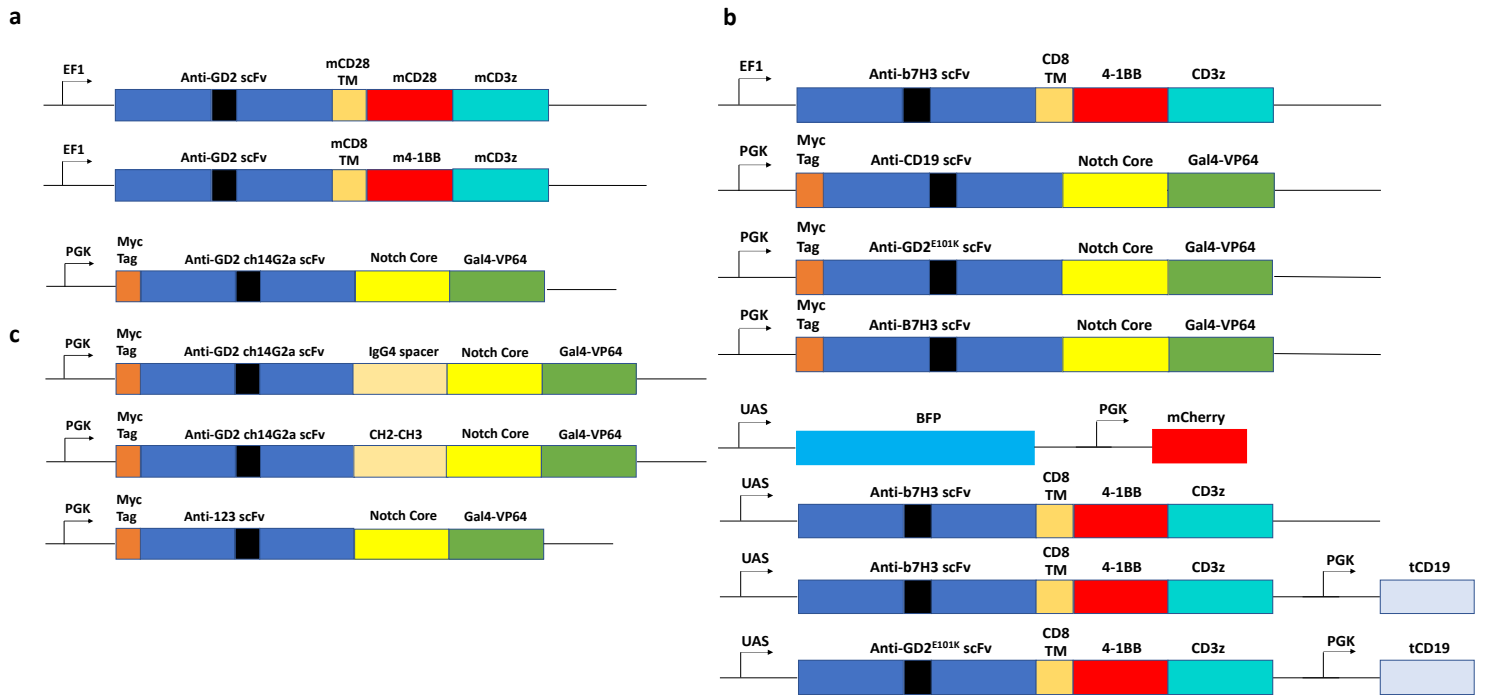 a
EF1
Anti-GD2 scFv
mCD28
TM
mCD28
mCD3z
EF1
Anti-GD2 scFv
mCD8
TM
m4-1BB
mCD3z
PGK
Myc
Tag
Anti-GD2 ch14G2a scFv
Notch Core
Gal4-VP64
c
PGK
Myc
Tag
Anti-GD2 ch14G2a scFv
IgG4 spacer
Notch Core
Gal4-VP64
PGK
Myc
Tag
Anti-GD2 ch14G2a scFv
CH2-CH3
Notch Core
Gal4-VP64
PGK
Myc
Tag
Anti-123 scFv
Notch Core
Gal4-VP64
b
EF1
Anti-b7H3 scFv
CD8
TM
4-1BB
CD3z
PGK
Myc
Tag
Anti-CD19 scFv
Notch Core
Gal4-VP64
PGK
Myc
Tag
Anti-GD2E101K scFv
Notch Core
Gal4-VP64
PGK
Myc
Tag
Anti-B7H3 scFv
Notch Core
Gal4-VP64
UAS
BFP
PGK
mCherry
UAS
Anti-b7H3 scFv
CD8
TM
4-1BB
CD3z
UAS
Anti-b7H3 scFv
CD8
TM
4-1BB
CD3z
PGK
tCD19
UAS
Anti-GD2E101K scFv
CD8
TM
4-1BB
CD3z
PGK
tCD19